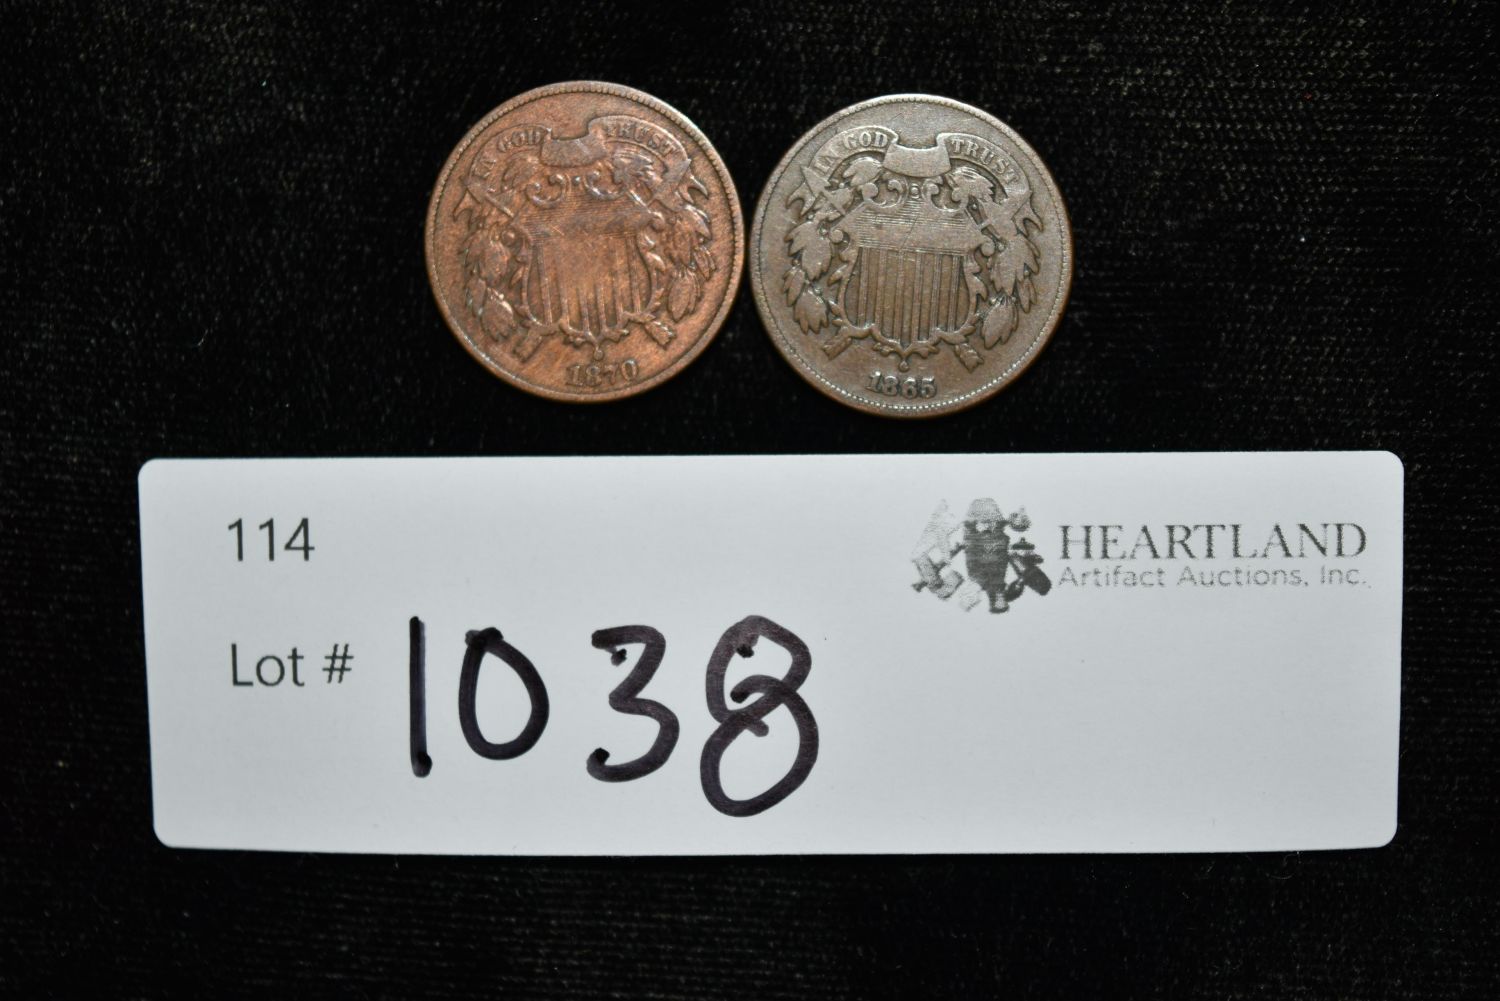 IN GOD TRUST
1870
IN GOD TRUST
1865
114
HEARTLAND
Artifact Auctions, Inc.
Lot # 1038